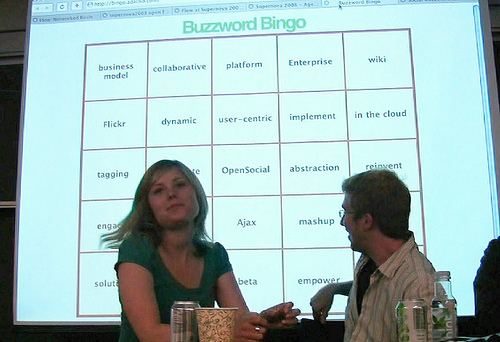 Buzzword Bingo
business model
collaborative
platform
Enterprise
wiki
Flickr
dynamic
user-centric
implement
in the cloud
tagging
OpenSocial
abstraction
reinvent
Ajax
mashup
beta
empower